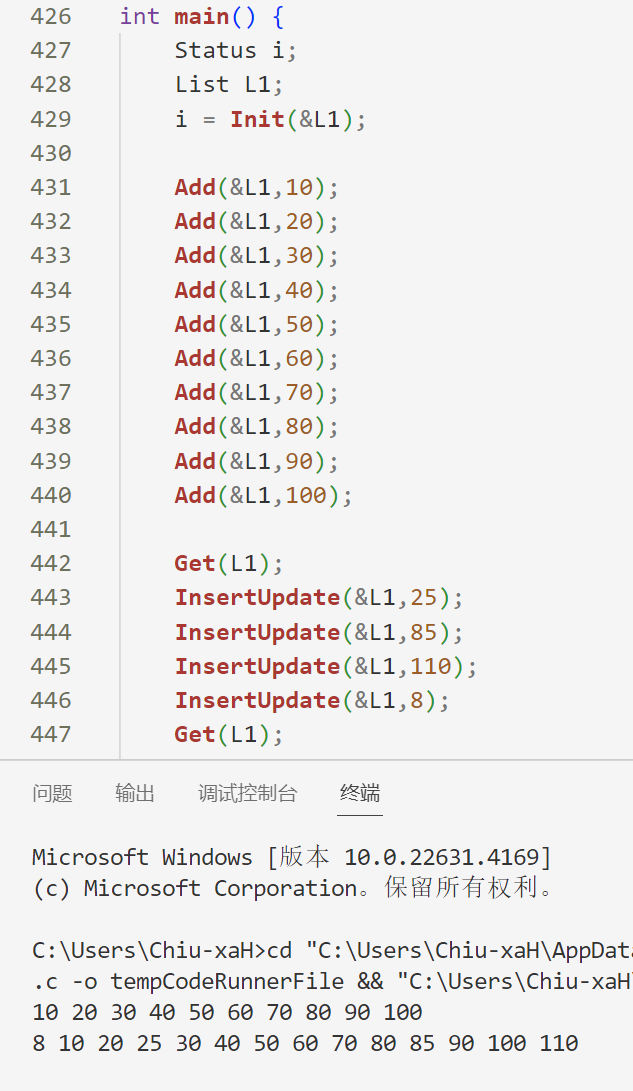 426 int main() {
427 Status i;
428 List L1;
429 i = Init(&L1);
430
431 Add(&L1,10);
432 Add(&L1,20);
433 Add(&L1,30);
434 Add(&L1,40);
435 Add(&L1,50);
436 Add(&L1,60);
437 Add(&L1,70);
438 Add(&L1,80);
439 Add(&L1,90);
440 Add(&L1,100);
441
442 Get(L1);
443 InsertUpdate(&L1,25);
444 InsertUpdate(&L1,85);
445 InsertUpdate(&L1,110);
446 InsertUpdate(&L1,8);
447 Get(L1);
问题 输出 调试控制台 终端
Microsoft Windows [版本 10.0.22631.4169]
(c) Microsoft Corporation。保留所有权利。
C:\Users\Chiu-xaH>cd "C:\Users\Chiu-xaH\AppData
.c -o tempCodeRunnerFile && "C:\Users\Chiu-xaH
10 20 30 40 50 60 70 80 90 100
8 10 20 25 30 40 50 60 70 80 85 90 100 110